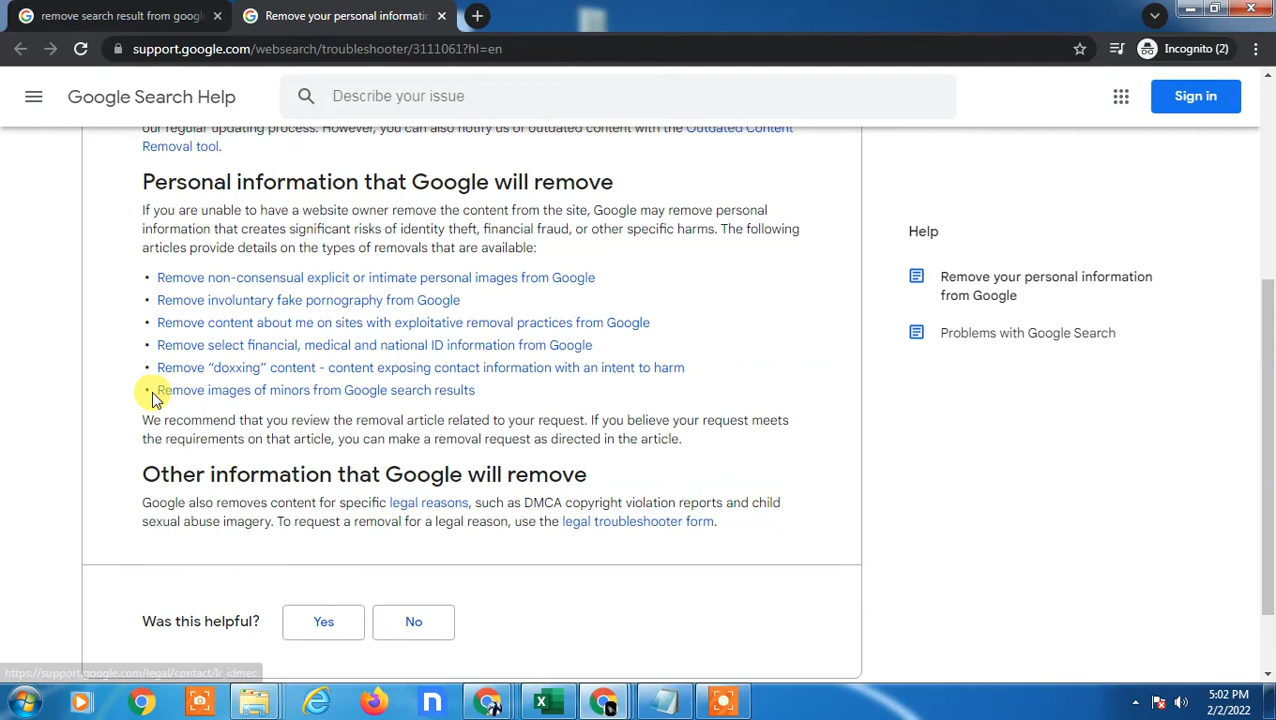 remove search result from googl
Remove your personal informatio
support.google.com/websearch/troubleshooter/3111061?hl=en
Incognito (2)
Google Search Help
Describe your issue
Sign in
our regular updating process. However, you can also notify us of outdated content with the Outdated Content
Removal tool.
Personal information that Google will remove
If you are unable to have a website owner remove the content from the site, Google may remove personal
information that creates significant risks of identity theft, financial fraud, or other specific harms. The following
articles provide details on the types of removals that are available:
• Remove non-consensual explicit or intimate personal images from Google
• Remove involuntary fake pornography from Google
• Remove content about me on sites with exploitative removal practices from Google
• Remove select financial, medical and national ID information from Google
• Remove “doxxing” content - content exposing contact information with an intent to harm
• Remove images of minors from Google search results
We recommend that you review the removal article related to your request. If you believe your request meets
the requirements on that article, you can make a removal request as directed in the article.
Other information that Google will remove
Google also removes content for specific legal reasons, such as DMCA copyright violation reports and child
sexual abuse imagery. To request a removal for a legal reason, use the legal troubleshooter form.
Was this helpful?
Yes
No
Help
Remove your personal information
from Google
Problems with Google Search
https://support.google.com/legal/contact/lr_idmec
5:02 PM
2/2/2022